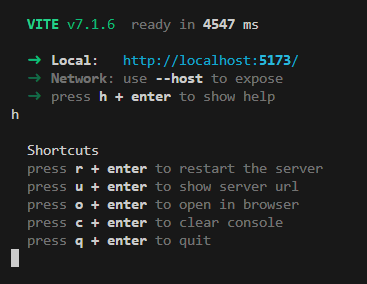 VITE v7.1.6 ready in 4547 ms
➜ Local: http://localhost:5173/
➜ Network: use --host to expose
➜ press h + enter to show help
h
Shortcuts
press r + enter to restart the server
press u + enter to show server url
press o + enter to open in browser
press c + enter to clear console
press q + enter to quit